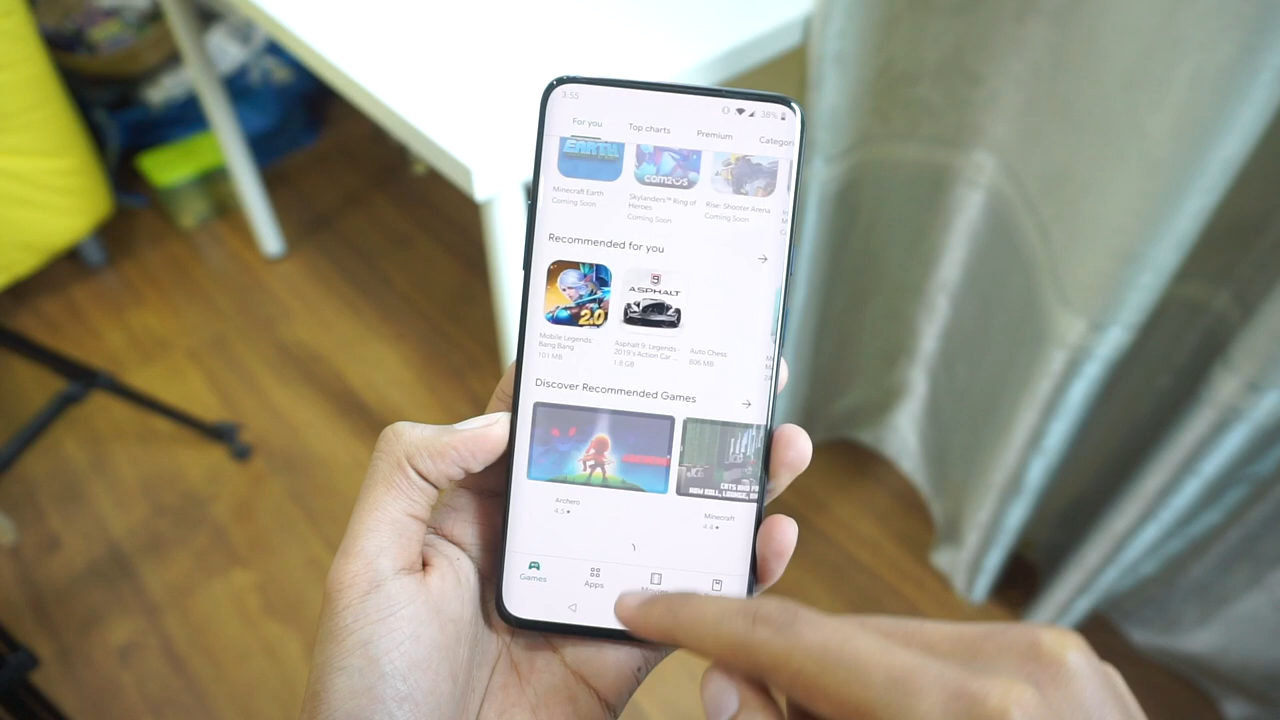 3:55
38%
For you
Top charts
Premium
Categori
EARTH
COM2US
Minecraft Earth
Coming Soon
Skylanders™ Ring of
Heroes
Coming Soon
Rise: Shooter Arena
Coming Soon
Recommended for you
2.0
9
ASPHALT
Mobile Legends:
Bang Bang
101 MB
Asphalt 9: Legends -
2019's Action Car ...
1.8 GB
Auto Chess
806 MB
Discover Recommended Games
CATS AND
NOW ROLL, LOUNGE,
Archero
4.5 ★
Minecraft
4.4 ★
Games
Apps